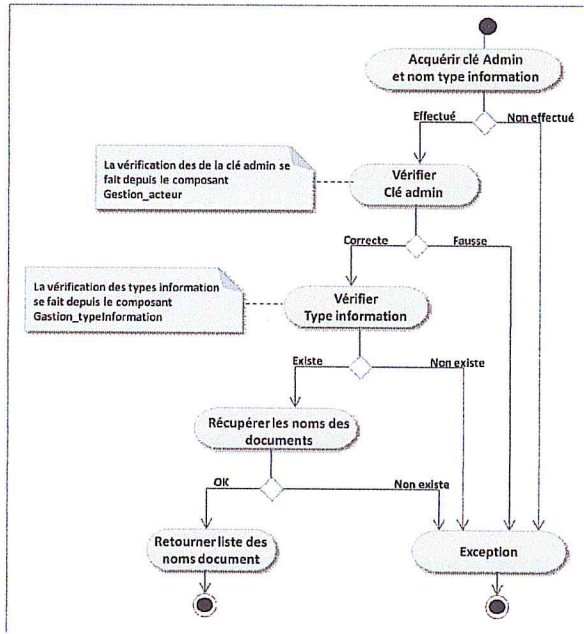 Acquérir clé Admin
et nom type information
Effectué
Non effectué
La vérification des de la clé admin se
fait depuis le composant
Gestion_acteur
Vérifier
Clé admin
Correcte
Fausse
La vérification des types information
se fait depuis le composant
Gastion_typeInformation
Vérifier
Type information
Existe
Non existe
Récupérer les noms des
documents
OK
Non existe
Retourner liste des
noms document
Exception